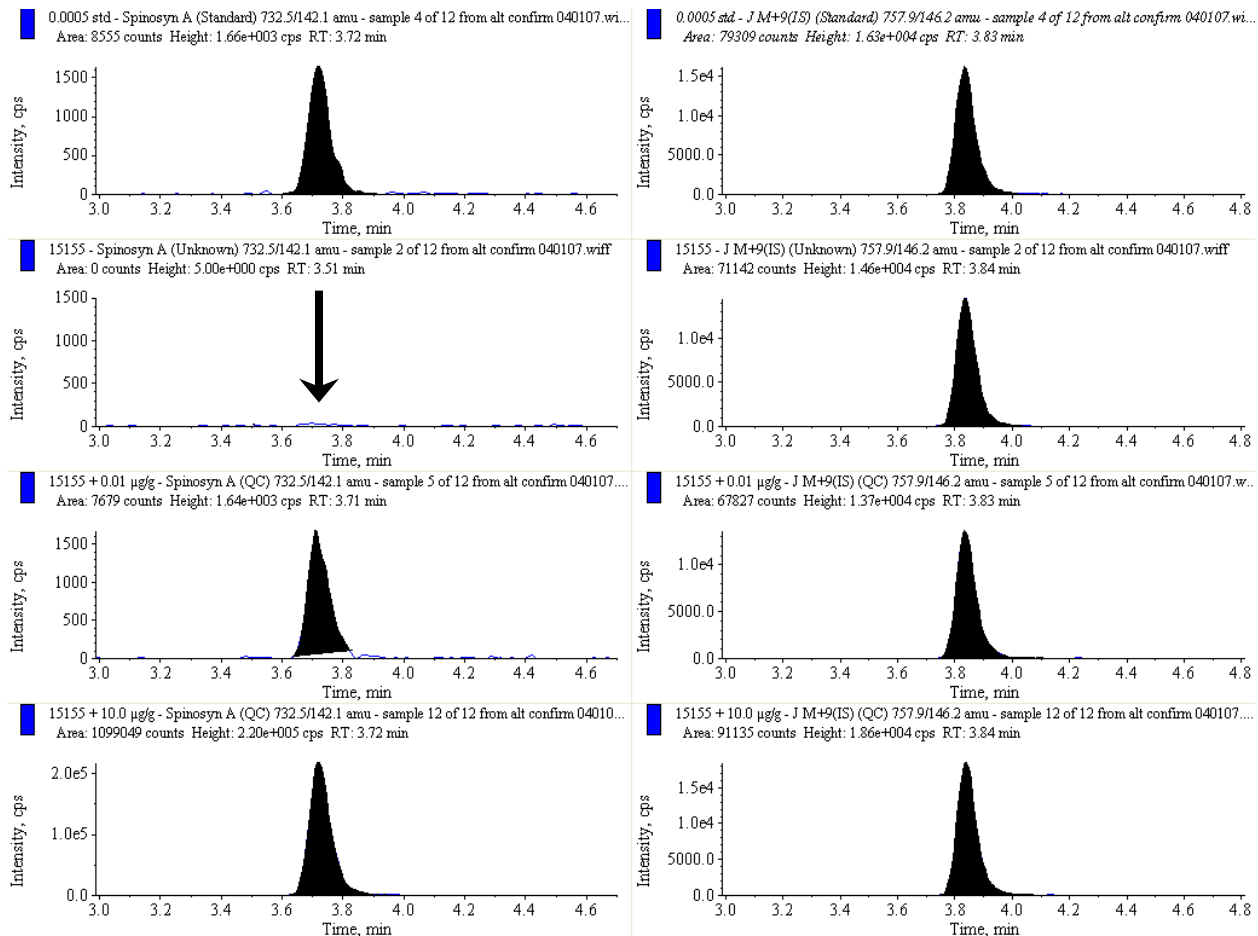 0.0005 std - Spinosyn A (Standard) 732.5/142.1 amu - sample 4 of 12 from alt confirm 040107.wi...
Area: 8555 counts Height: 1.66e+003 cps RT: 3.72 min
Intensity, cps
1500
1000
500
0
3.0 3.2 3.4 3.6 3.8 4.0 4.2 4.4 4.6
Time, min
0.0005 std - J M+9(IS) (Standard) 757.9/146.2 amu - sample 4 of 12 from alt confirm 040107.wi...
Area: 79309 counts Height: 1.63e+004 cps RT: 3.83 min
Intensity, cps
1.5e4
1.0e4
5000.0
0.0
3.0 3.2 3.4 3.6 3.8 4.0 4.2 4.4 4.6 4.8
Time, min
15155 - Spinosyn A (Unknown) 732.5/142.1 amu - sample 2 of 12 from alt confirm 040107.wiff
Area: 0 counts Height: 5.00e+000 cps RT: 3.51 min
Intensity, cps
1500
1000
500
0
3.0 3.2 3.4 3.6 3.8 4.0 4.2 4.4 4.6
Time, min
15155 - J M+9(IS) (Unknown) 757.9/146.2 amu - sample 2 of 12 from alt confirm 040107.wiff
Area: 71142 counts Height: 1.46e+004 cps RT: 3.84 min
Intensity, cps
1.0e4
5000.0
0.0
3.0 3.2 3.4 3.6 3.8 4.0 4.2 4.4 4.6 4.8
Time, min
15155 + 0.01 µg/g - Spinosyn A (QC) 732.5/142.1 amu - sample 5 of 12 from alt confirm 040107....
Area: 7679 counts Height: 1.64e+003 cps RT: 3.71 min
Intensity, cps
1500
1000
500
0
3.0 3.2 3.4 3.6 3.8 4.0 4.2 4.4 4.6
Time, min
15155 + 0.01 µg/g - J M+9(IS) (QC) 757.9/146.2 amu - sample 5 of 12 from alt confirm 040107.w...
Area: 67827 counts Height: 1.37e+004 cps RT: 3.83 min
Intensity, cps
1.0e4
5000.0
0.0
3.0 3.2 3.4 3.6 3.8 4.0 4.2 4.4 4.6 4.8
Time, min
15155 + 10.0 µg/g - Spinosyn A (QC) 732.5/142.1 amu - sample 12 of 12 from alt confirm 04010...
Area: 1099049 counts Height: 2.20e+005 cps RT: 3.72 min
Intensity, cps
2.0e5
1.0e5
0.0
3.0 3.2 3.4 3.6 3.8 4.0 4.2 4.4 4.6
Time, min
15155 + 10.0 µg/g - J M+9(IS) (QC) 757.9/146.2 amu - sample 12 of 12 from alt confirm 040107....
Area: 91135 counts Height: 1.86e+004 cps RT: 3.84 min
Intensity, cps
1.5e4
1.0e4
5000.0
0.0
3.0 3.2 3.4 3.6 3.8 4.0 4.2 4.4 4.6 4.8
Time, min